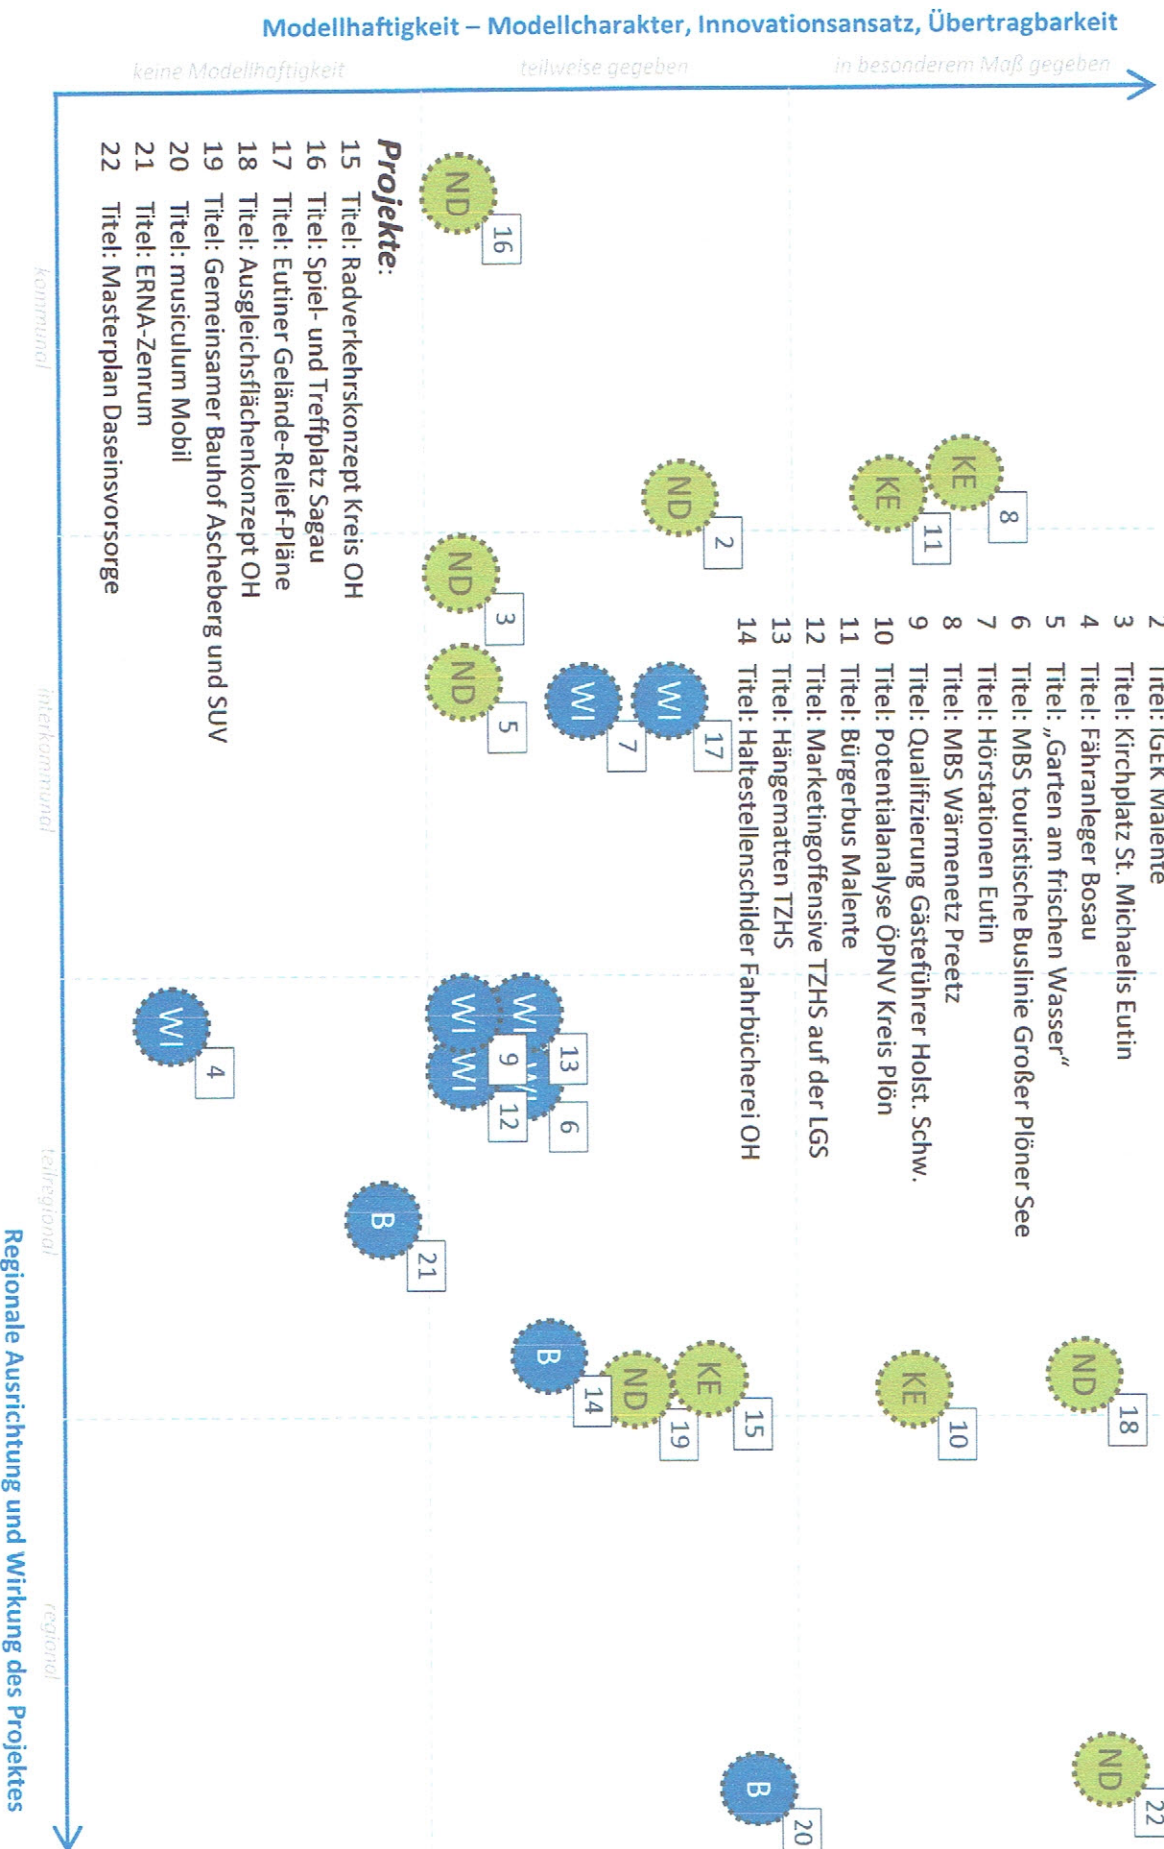 Modellhaftigkeit – Modellcharakter, Innovationsansatz, Übertragbarkeit
keine Modellhaftigkeit
teilweise gegeben
in besonderem Maß gegeben
2 Titel: IGEK Malente
3 Titel: Kirchplatz St. Michaelis Eutin
4 Titel: Fähranleger Bosau
5 Titel: „Garten am frischen Wasser“
6 Titel: MBS touristische Buslinie Großer Plöner See
7 Titel: Hörstationen Eutin
8 Titel: MBS Wärmenetz Preetz
9 Titel: Qualifizierung Gästeführer Holst. Schw.
10 Titel: Potentialanalyse ÖPNV Kreis Plön
11 Titel: Bürgerbus Malente
12 Titel: Marketingoffensive TZHS auf der LGS
13 Titel: Hängematten TZHS
14 Titel: Haltestellenschilder Fahrbücherei OH
Projekte:
15 Titel: Radverkehrskonzept Kreis OH
16 Titel: Spiel- und Treffplatz Sagau
17 Titel: Eutiner Gelände-Relief-Pläne
18 Titel: Ausgleichsflächenkonzept OH
19 Titel: Gemeinsamer Bauhof Ascheberg und SUV
20 Titel: musiculum Mobil
21 Titel: ERNA-Zenrum
22 Titel: Masterplan Daseinsvorsorge
ND 22
ND 18
KE 8
KE 11
KE 10
B 20
KE 15
ND 2
WI 17
ND 19
WI 7
B 14
WI 13
WI 6
ND 16
ND 3
ND 5
WI 9
WI 12
B 21
WI 4
kommunal
interkommunal
teilregional
regional
Regionale Ausrichtung und Wirkung des Projektes